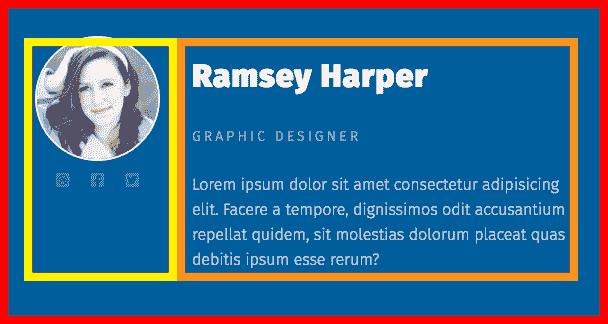 Ramsey Harper
GRAPHIC DESIGNER
Lorem ipsum dolor sit amet consectetur adipisicing
elit. Facere a tempore, dignissimos odit accusantium
repellat quidem, sit molestias dolorum placeat quas
debitis ipsum esse rerum?